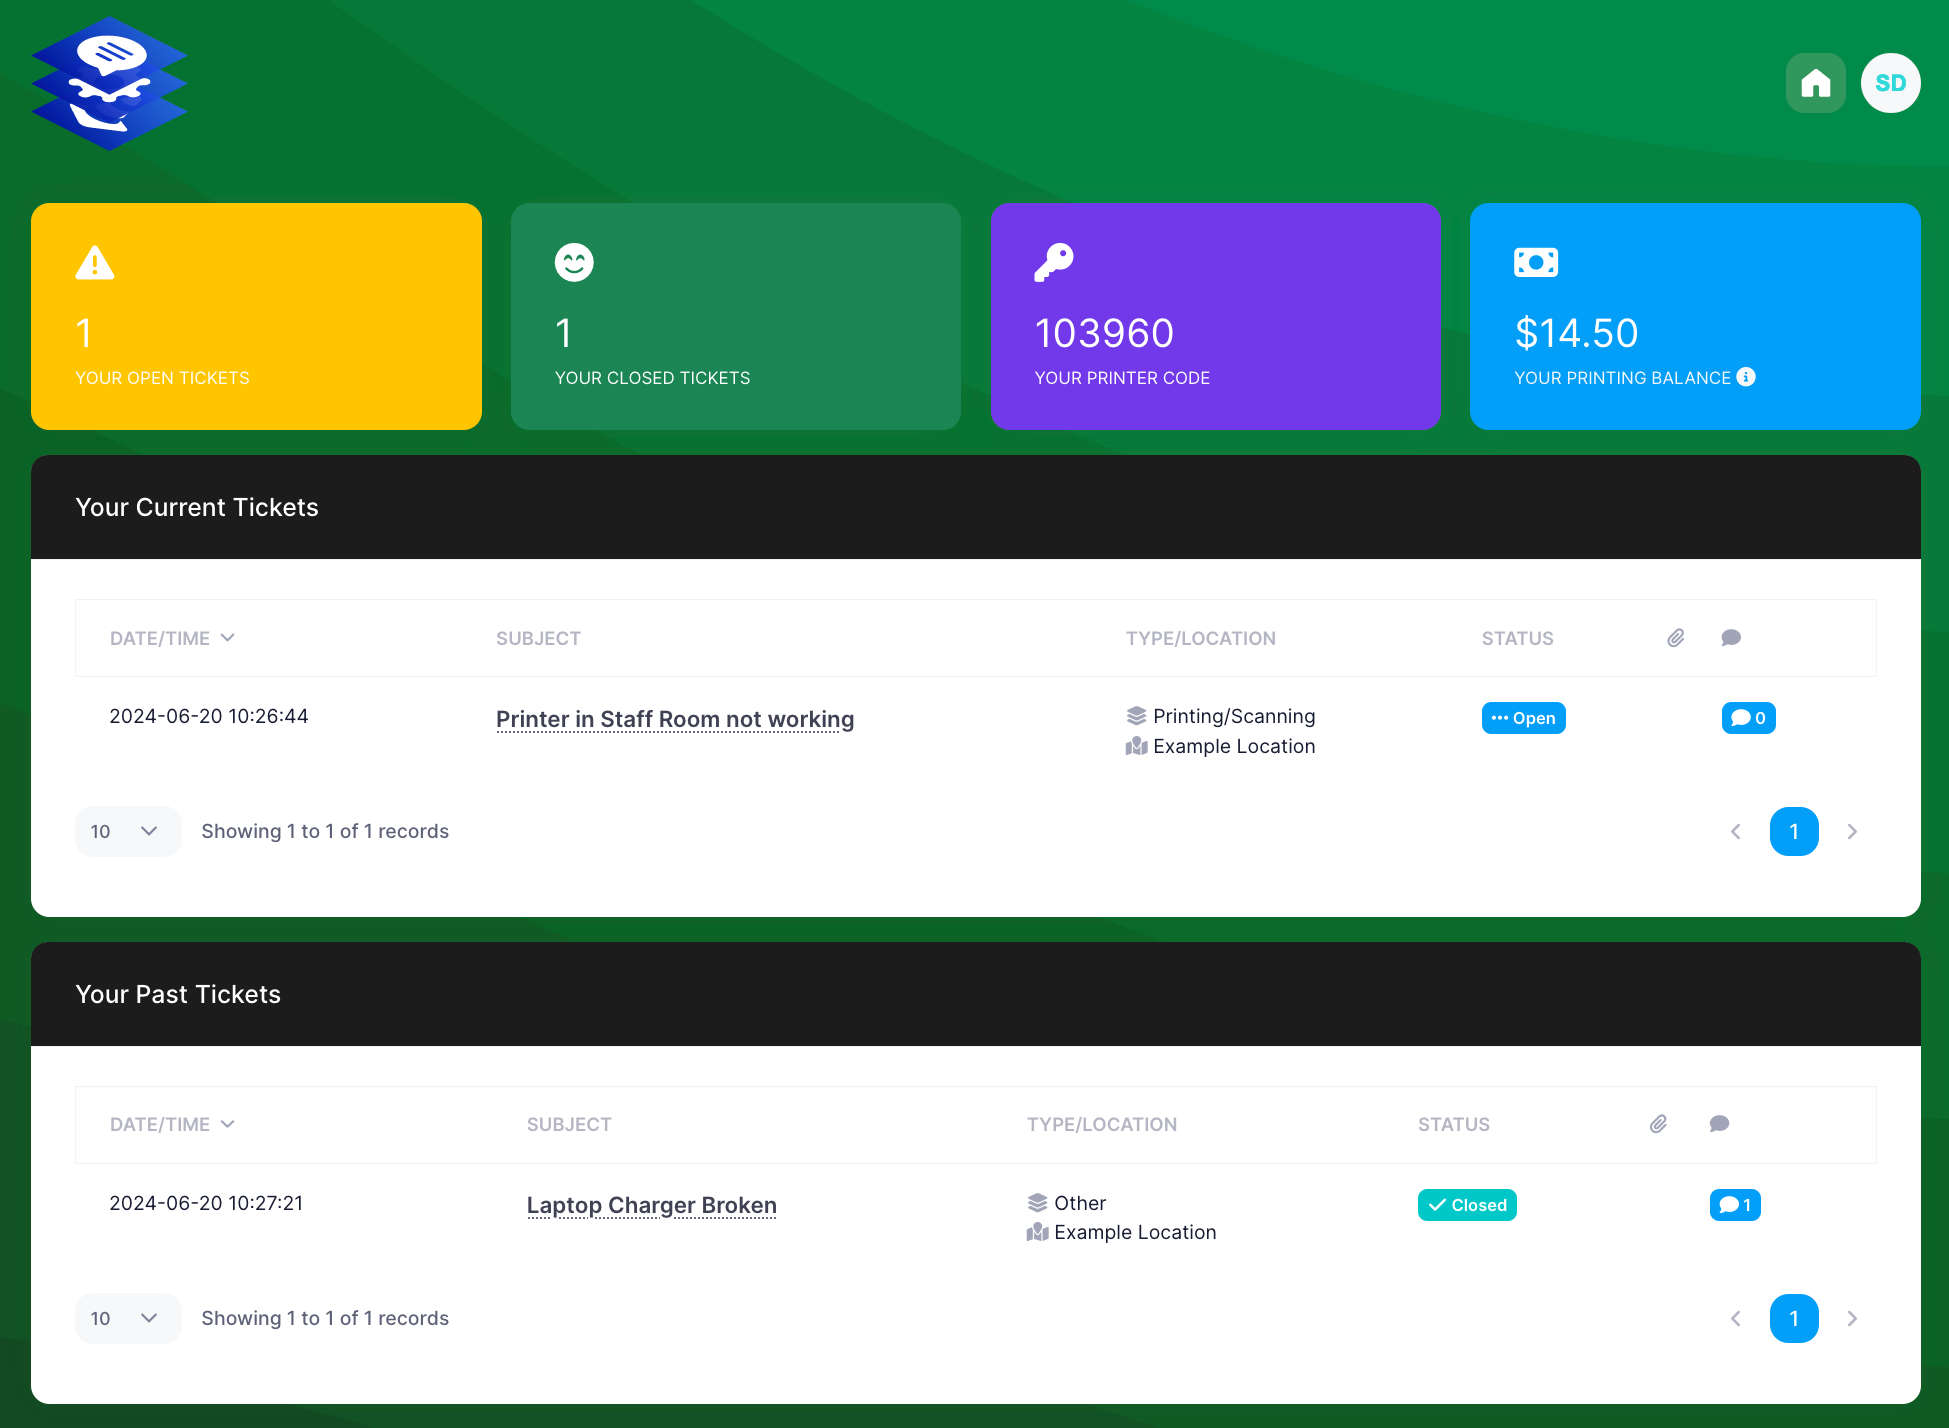 SD
1
YOUR OPEN TICKETS
1
YOUR CLOSED TICKETS
103960
YOUR PRINTER CODE
$14.50
YOUR PRINTING BALANCE
Your Current Tickets
DATE/TIME SUBJECT TYPE/LOCATION STATUS
2024-06-20 10:26:44 Printer in Staff Room not working Printing/Scanning Open 0
Example Location
10 Showing 1 to 1 of 1 records 1
Your Past Tickets
DATE/TIME SUBJECT TYPE/LOCATION STATUS
2024-06-20 10:27:21 Laptop Charger Broken Other Closed 1
Example Location
10 Showing 1 to 1 of 1 records 1